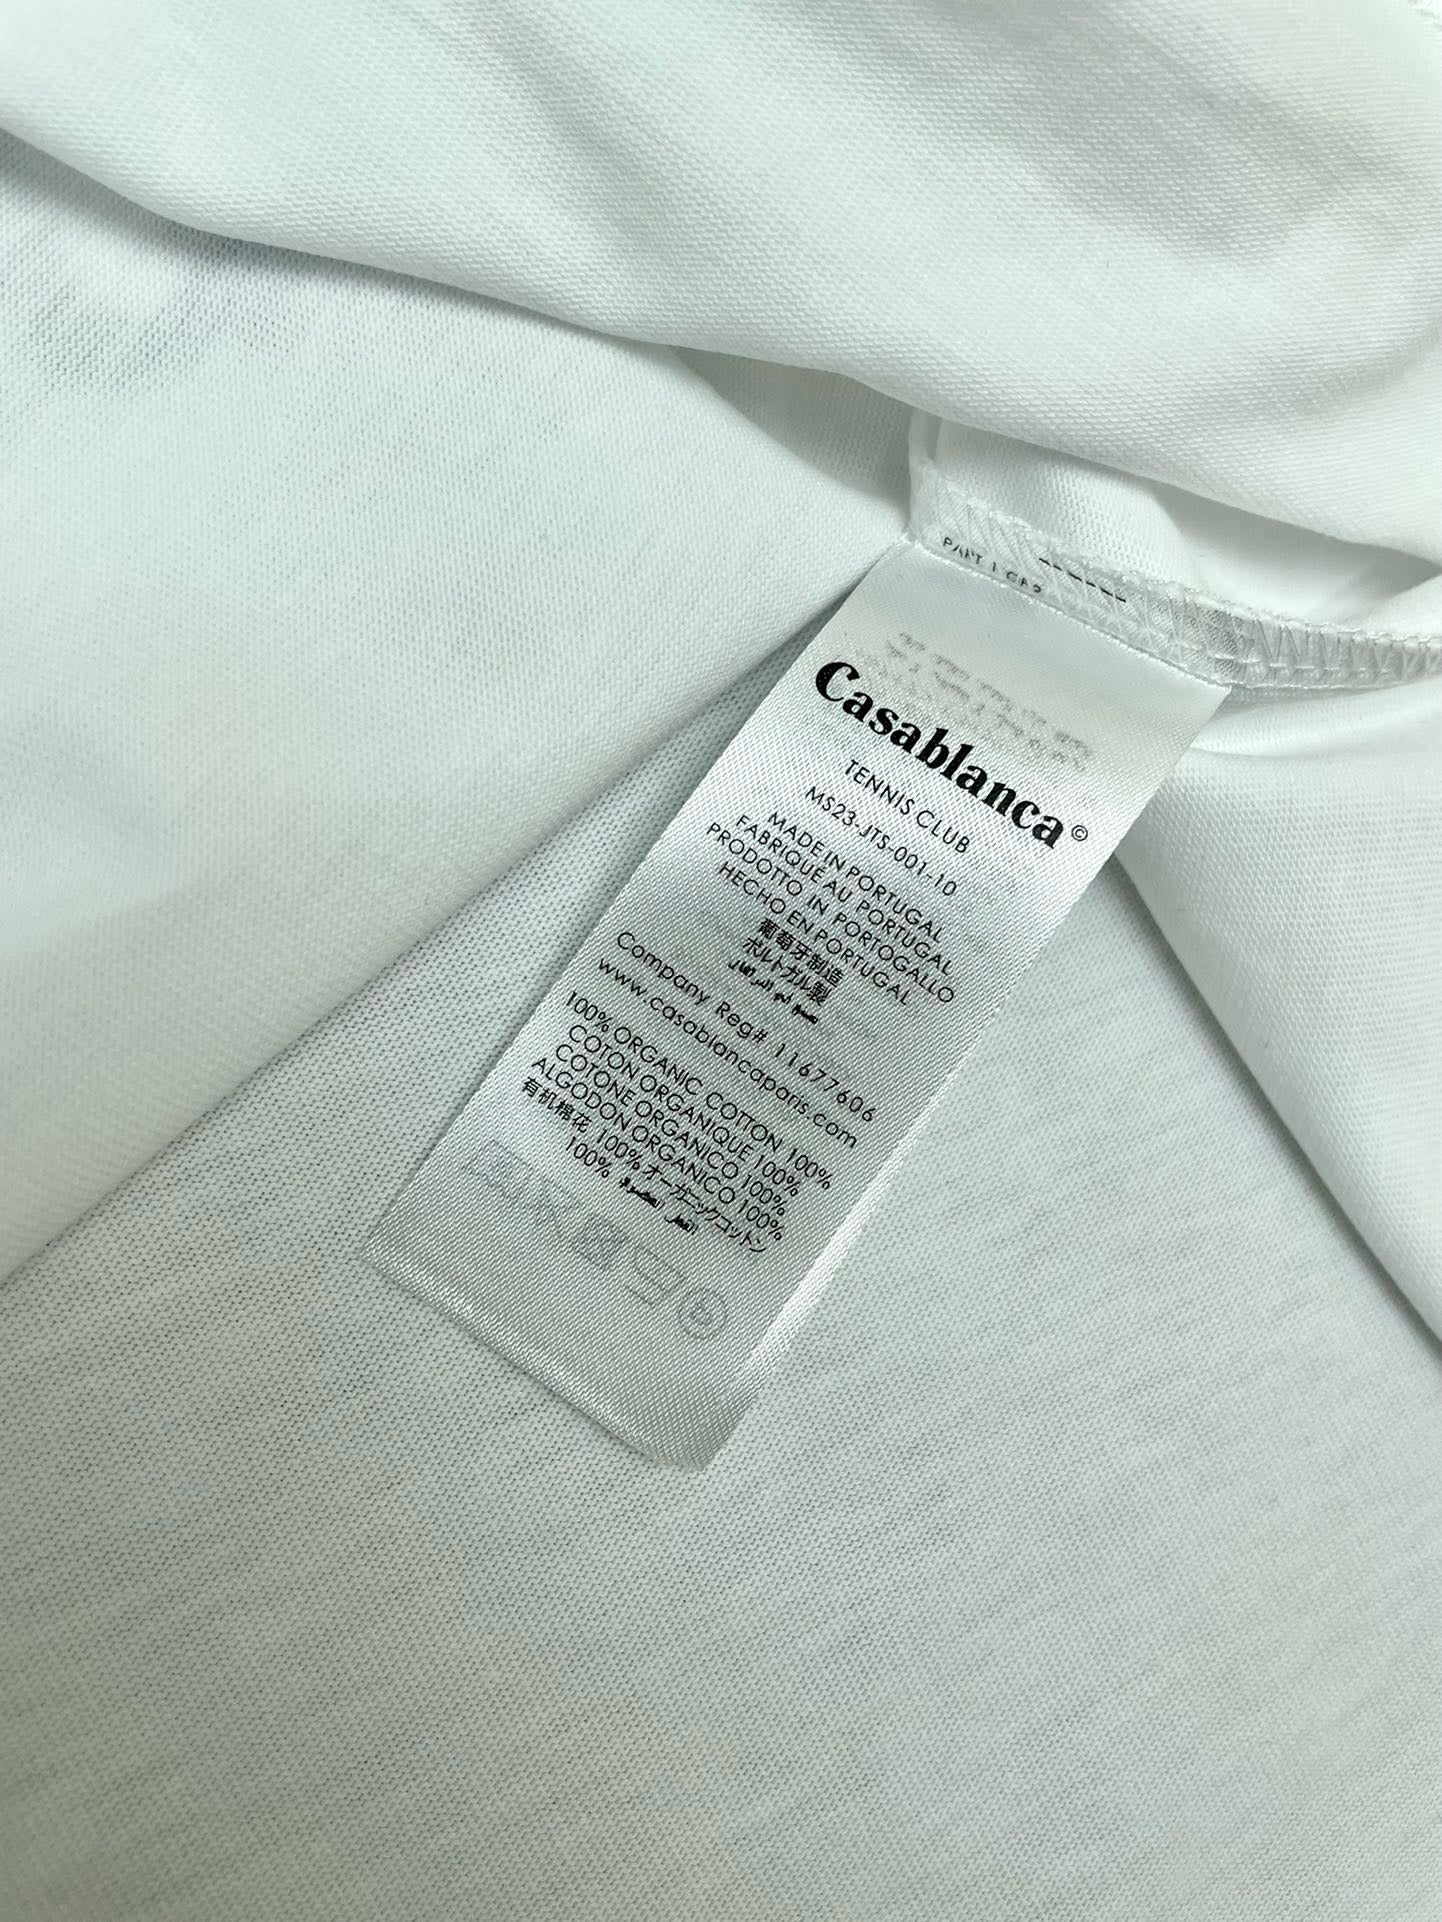 Casablanca©
TENNIS CLUB
MS23-JTS-001-10
MADE IN PORTUGAL
FABRIQUÉ AU PORTUGAL
PRODOTTO IN PORTOGALLO
HECHO EN PORTUGAL
葡萄牙制造
ポルトガル製
Company Reg# 11677606
www.casablancaparis.com
100% ORGANIC COTTON 100%
COTON ORGANIQUE 100%
COTONE ORGANICO 100%
ALGODON ORGANICO 100%
有机棉花 100% オーガニックコットン
100%